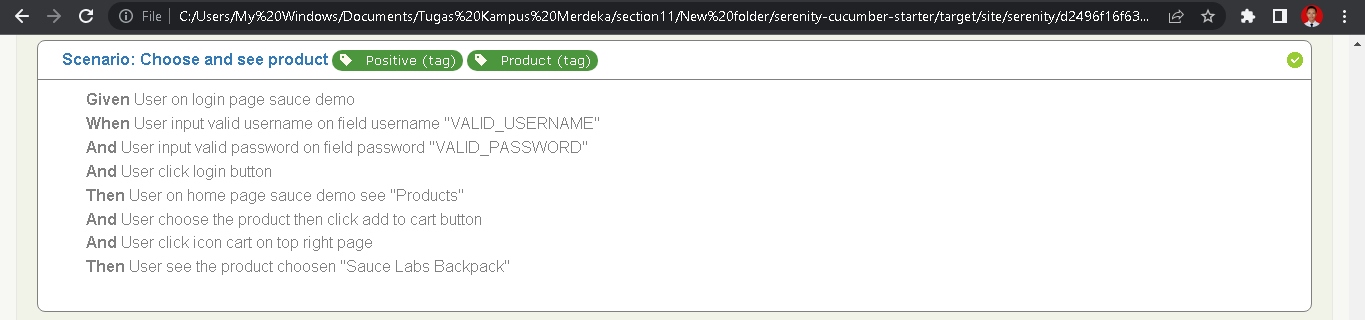 File | C:/Users/My%20Windows/Documents/Tugas%20Kampus%20Merdeka/section11/New%20folder/serenity-cucumber-starter/target/site/serenity/d2496f16f63...
Scenario: Choose and see product Positive (tag) Product (tag)
Given User on login page sauce demo
When User input valid username on field username "VALID_USERNAME"
And User input valid password on field password "VALID_PASSWORD"
And User click login button
Then User on home page sauce demo see "Products"
And User choose the product then click add to cart button
And User click icon cart on top right page
Then User see the product choosen "Sauce Labs Backpack"